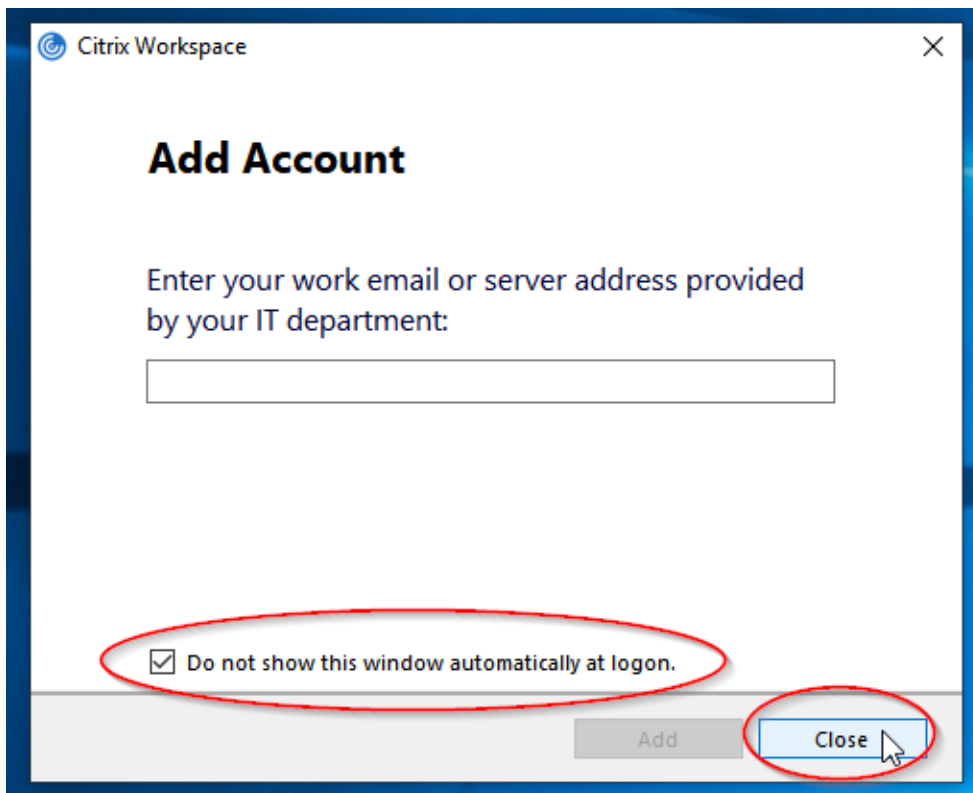 Citrix Workspace
Add Account
Enter your work email or server address provided
by your IT department:
Do not show this window automatically at logon.
Add
Close